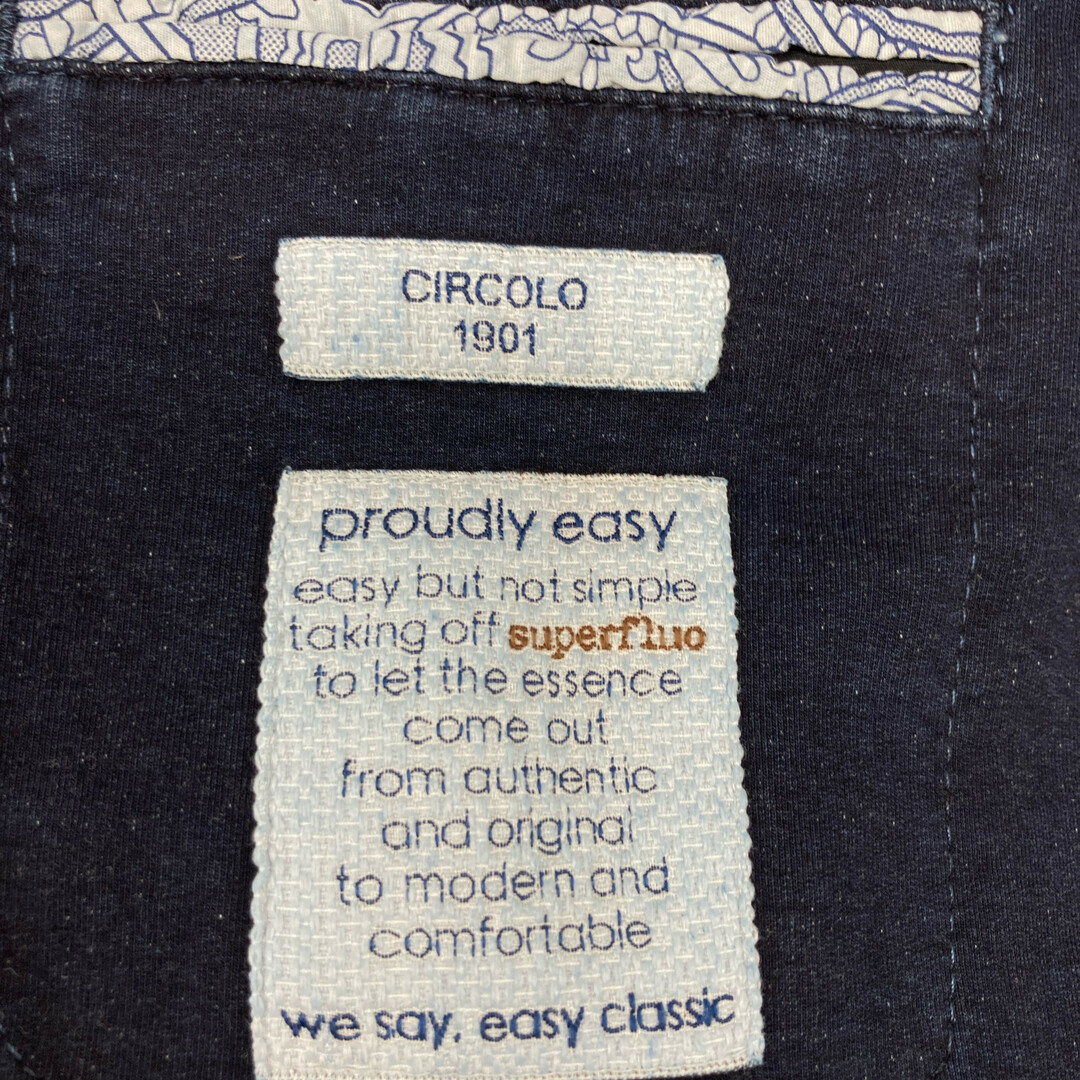 CIRCOLO
1901
proudly easy
easy but not simple
taking off superfluo
to let the essence
come out
from authentic
and original
to modern and
comfortable
we say, easy classic